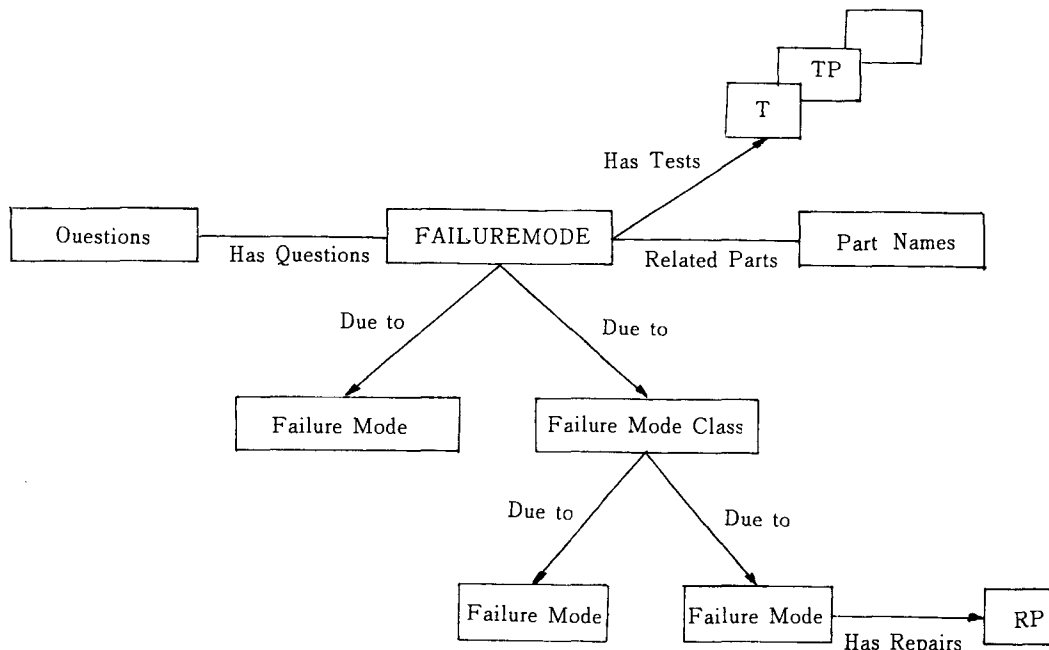 TP
T
Has Tests
Ouestions
Has Questions
FAILUREMODE
Related Parts
Part Names
Due to
Due to
Failure Mode
Failure Mode Class
Due to
Due to
Failure Mode
Failure Mode
Has Repairs
RP